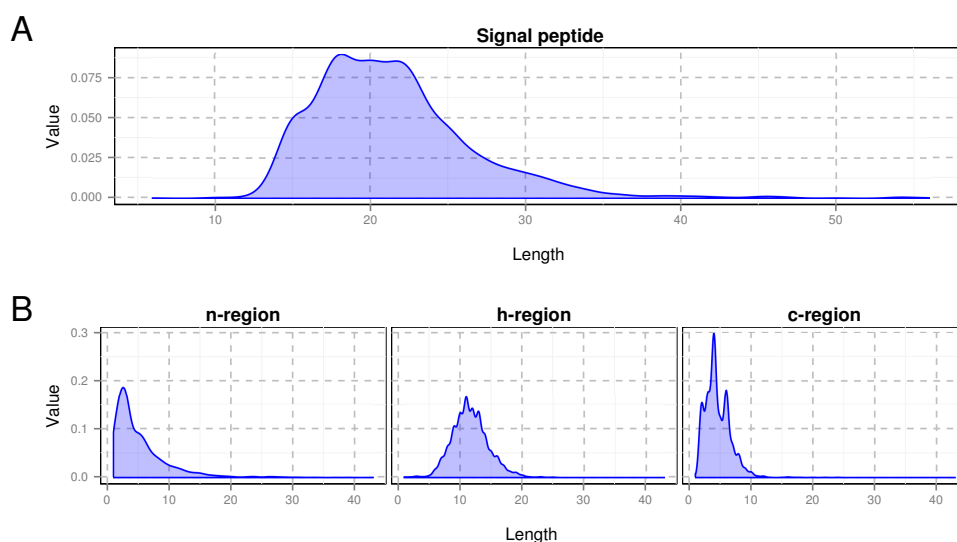 A
Signal peptide
Value
0.075
0.050
0.025
0.000
10 20 30 40 50
Length
B
n-region h-region c-region
Value
0.3
0.2
0.1
0.0
0 10 20 30 40 0 10 20 30 40 0 10 20 30 40
Length